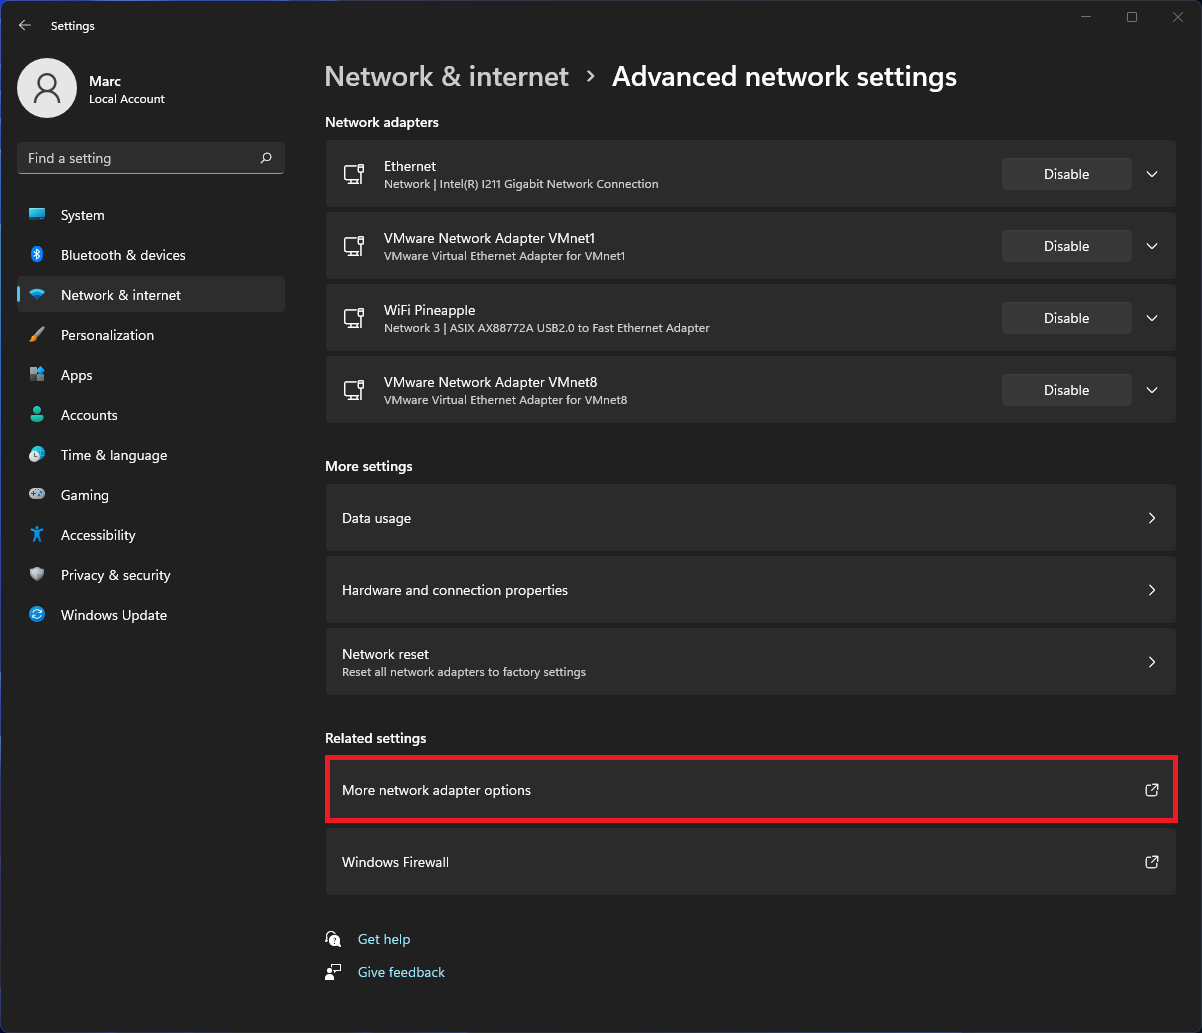 Settings
Marc
Local Account
Find a setting
System
Bluetooth & devices
Network & internet
Personalization
Apps
Accounts
Time & language
Gaming
Accessibility
Privacy & security
Windows Update
Network & internet › Advanced network settings
Network adapters
Ethernet
Network | Intel(R) I211 Gigabit Network Connection
Disable
VMware Network Adapter VMnet1
VMware Virtual Ethernet Adapter for VMnet1
Disable
WiFi Pineapple
Network 3 | ASIX AX88772A USB2.0 to Fast Ethernet Adapter
Disable
VMware Network Adapter VMnet8
VMware Virtual Ethernet Adapter for VMnet8
Disable
More settings
Data usage
Hardware and connection properties
Network reset
Reset all network adapters to factory settings
Related settings
More network adapter options
Windows Firewall
Get help
Give feedback